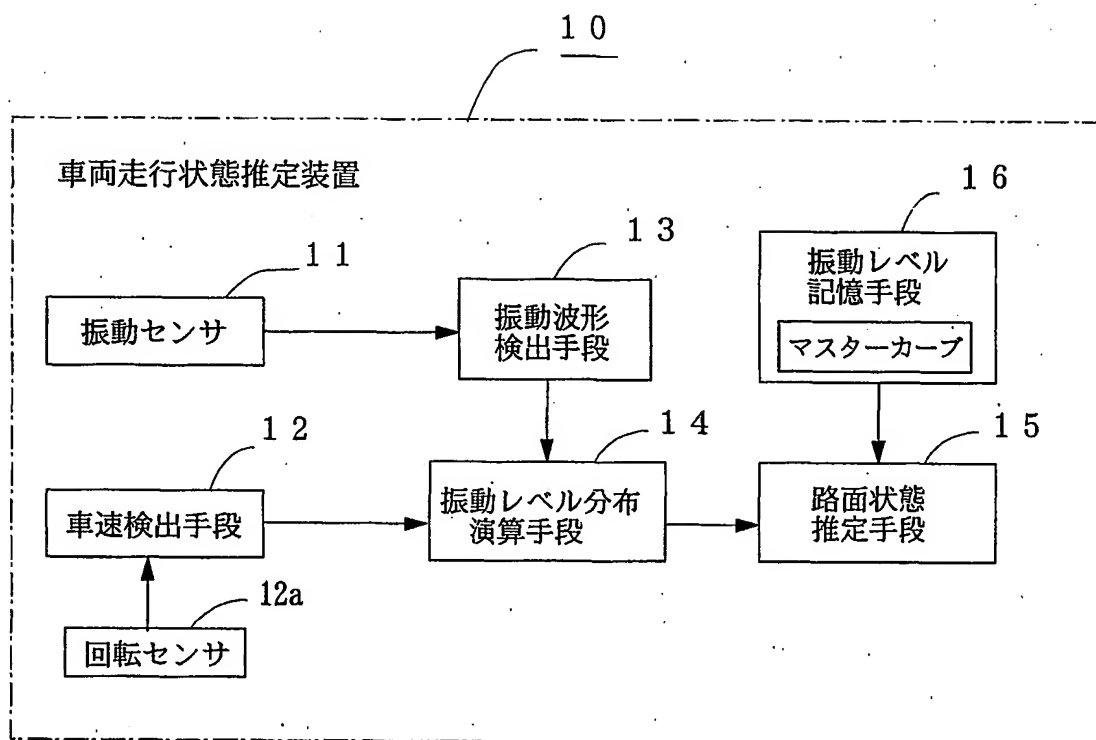 １０
車両走行状態推定装置
１６
振動レベル
記憶手段
マスターカーブ
１３
振動波形
検出手段
１１
振動センサ
１２
車速検出手段
１４
振動レベル分布
演算手段
１５
路面状態
推定手段
12a
回転センサ